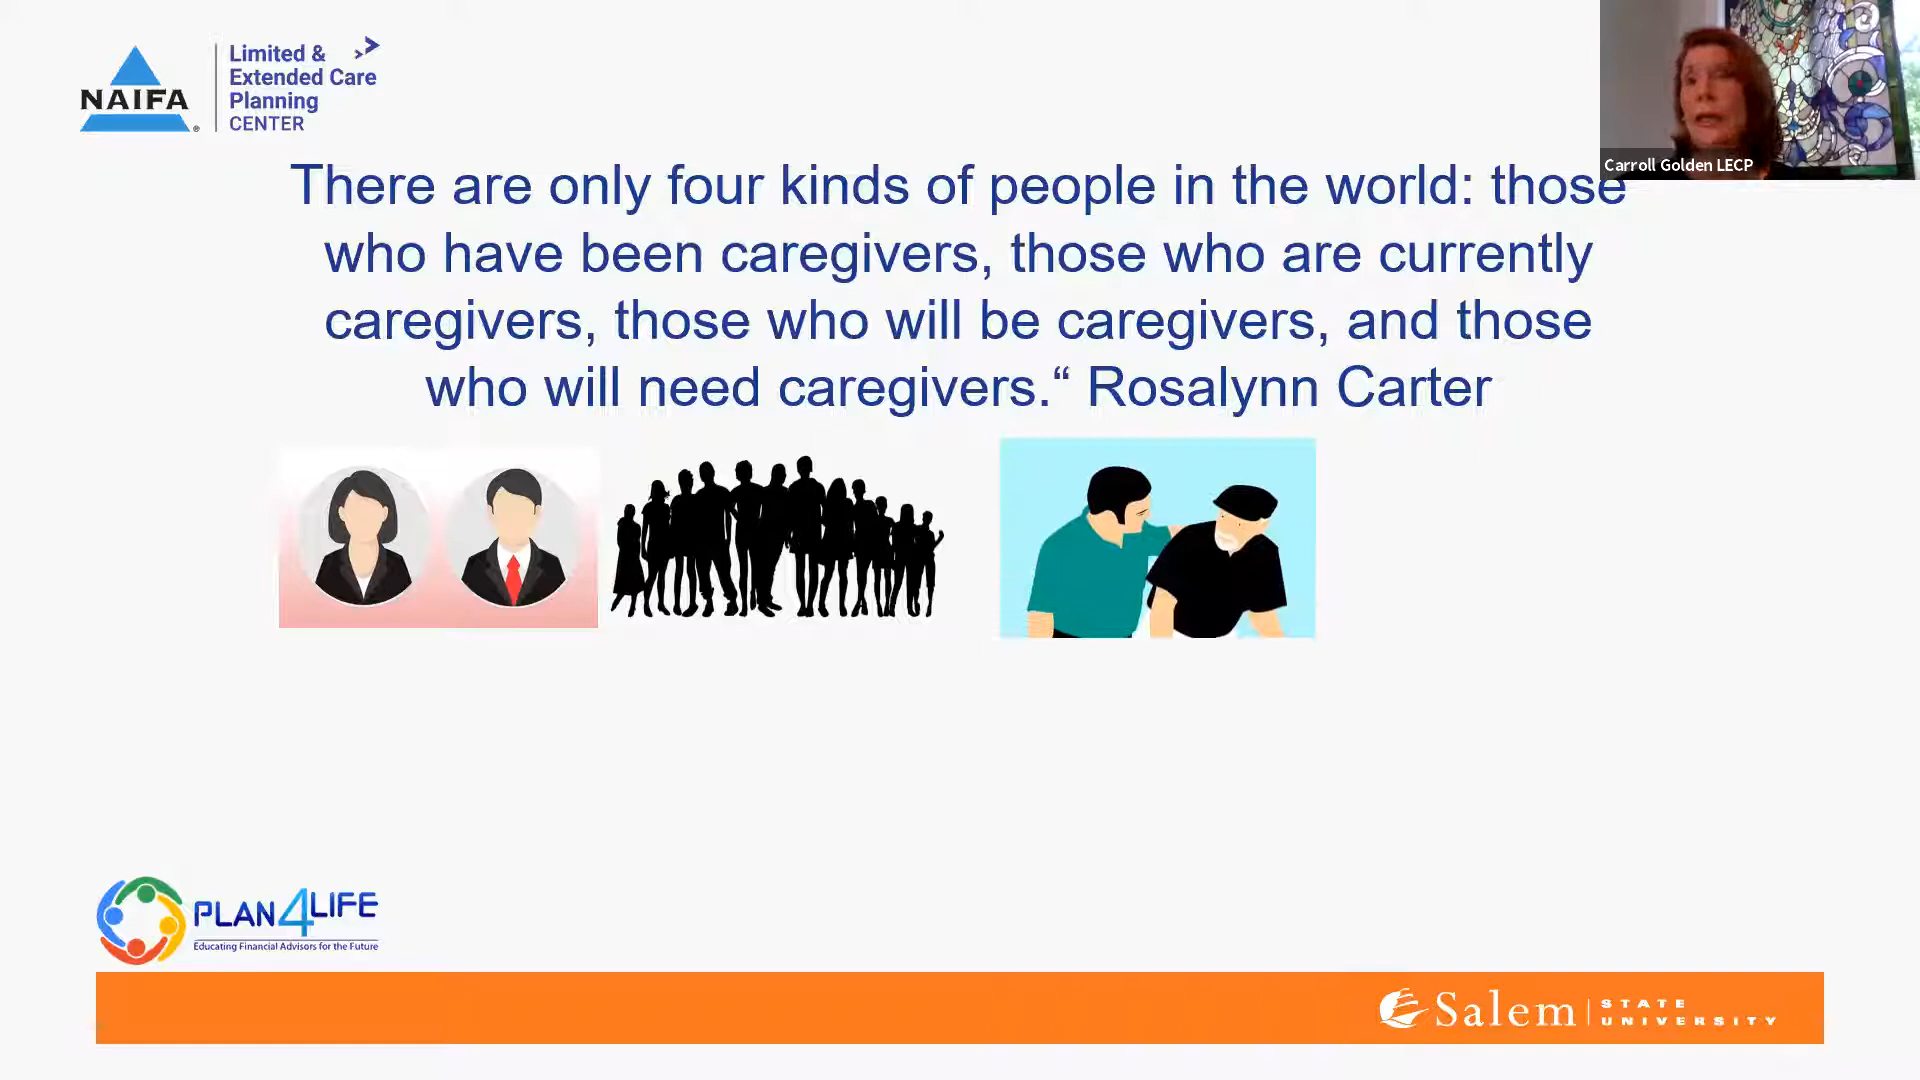 NAIFA®
Limited &
Extended Care
Planning
CENTER
Carroll Golden LECP
There are only four kinds of people in the world: those
who have been caregivers, those who are currently
caregivers, those who will be caregivers, and those
who will need caregivers.“ Rosalynn Carter
PLAN4LIFE
Educating Financial Advisors for the Future
Salem
STATE
UNIVERSITY